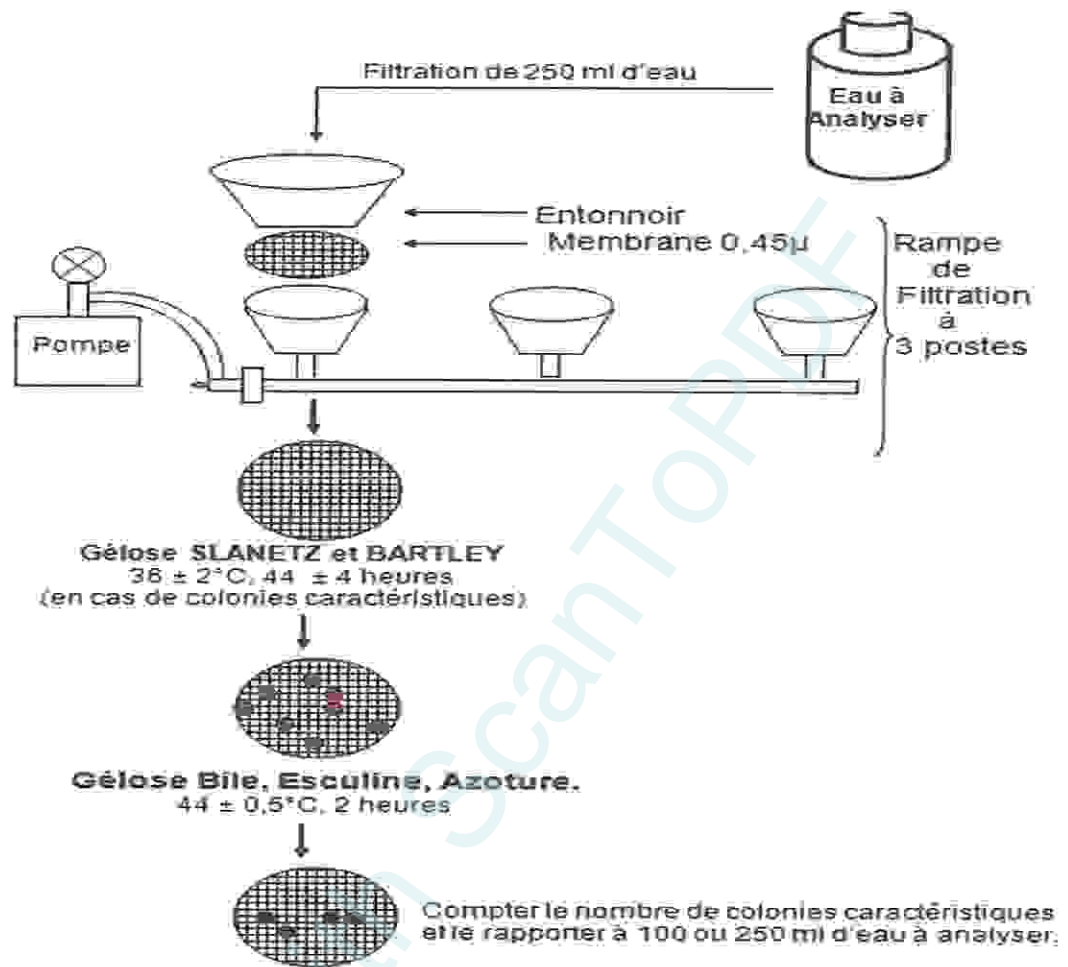 Filtration de 250 ml d'eau
Eau à
Analyser
Entonnoir
Membrane 0,45µ
Rampe
de
Filtration
à
3 postes
Pompe
Gélose SLANETZ et BARTLEY
36 ± 2°C, 44 ± 4 heures
(en cas de colonies caractéristiques)
Gélose Bile, Esculine, Azoture.
44 ± 0,5°C, 2 heures
Compter le nombre de colonies caractéristiques
et le rapporter à 100 ou 250 ml d'eau à analyser.
ScanToPDF